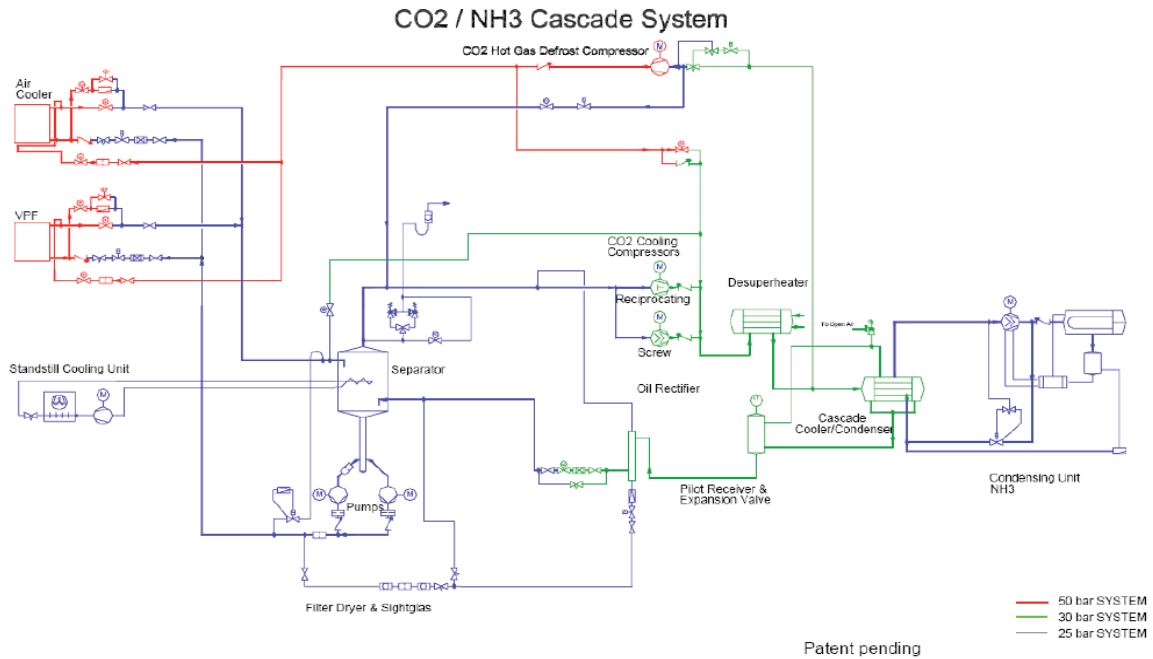 CO2 / NH3 Cascade System
CO2 Hot Gas Defrost Compressor
M
Air
Cooler
VPF
CO2 Cooling
Compressors
M
Reciprocating
Desuperheater
M
M
To Open Air
Screw
Standstill Cooling Unit
Separator
M
Oil Rectifier
Cascade
Cooler/Condenser
Condensing Unit
NH3
Pilot Receiver &
Expansion Valve
M
M
Pumps
Filter Dryer & Sightglas
50 bar SYSTEM
30 bar SYSTEM
25 bar SYSTEM
Patent pending